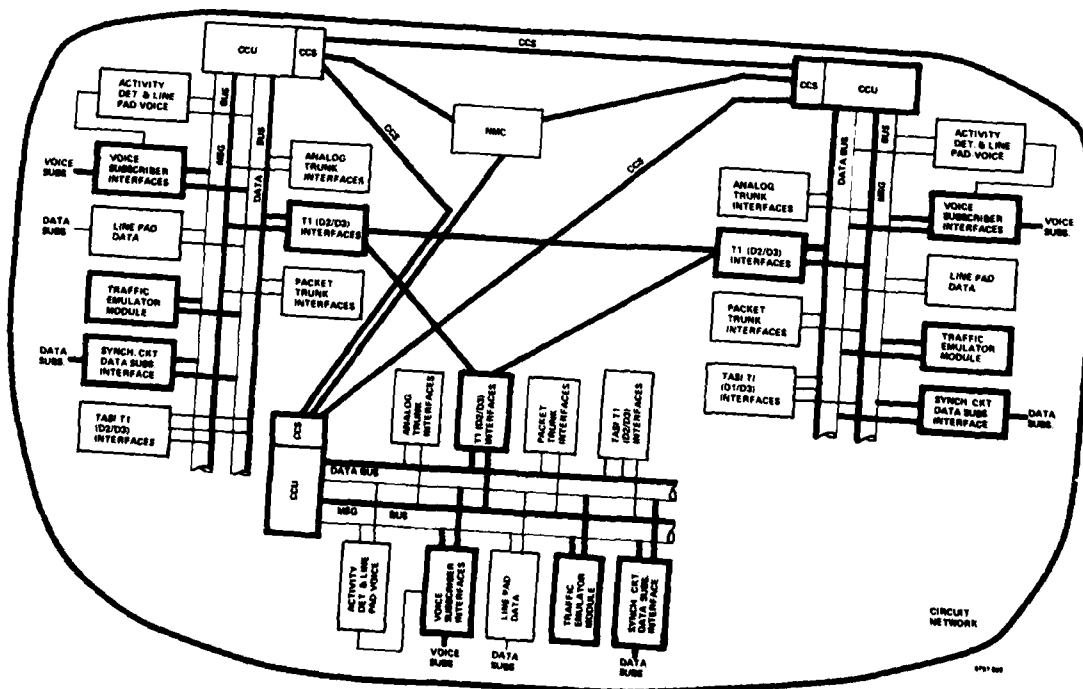 CCU
CCS
CCS
CCS
CCU
ACTIVITY
DET. & LINE
PAD VOICE
BUS
MSG
BUS
DATA
VOICE
SUBS
VOICE
SUBSCRIBER
INTERFACES
ANALOG
TRUNK
INTERFACES
DATA
SUBS
LINE PAD
DATA
T1 (D2/D3)
INTERFACES
TRAFFIC
EMULATOR
MODULE
PACKET
TRUNK
INTERFACES
DATA
SUBS.
SYNCH. CKT
DATA SUBS
INTERFACE
TASI T1
(D2/D3)
INTERFACES
CCS
NMC
CCS
DATA BUS
BUS
MSG
ACTIVITY
DET. & LINE
PAD VOICE
ANALOG
TRUNK
INTERFACES
VOICE
SUBSCRIBER
INTERFACES
VOICE
SUBS.
T1 (D2/D3)
INTERFACES
LINE PAD
DATA
PACKET
TRUNK
INTERFACES
TRAFFIC
EMULATOR
MODULE
TASI T1
(D1/D3)
INTERFACES
SYNCH CKT
DATA SUBS
INTERFACE
DATA
SUBS.
CCS
CCU
ANALOG
TRUNK
INTERFACES
T1 (D2/D3)
INTERFACES
PACKET
TRUNK
INTERFACES
TASI T1
(D2/D3)
INTERFACES
DATA BUS
MSG BUS
ACTIVITY
DET. & LINE
PAD VOICE
VOICE
SUBSCRIBER
INTERFACES
LINE PAD
DATA
TRAFFIC
EMULATOR
MODULE
SYNCH CKT
DATA SUBS.
INTERFACE
VOICE
SUBS
DATA
SUBS
DATA
SUBS
CIRCUIT
NETWORK